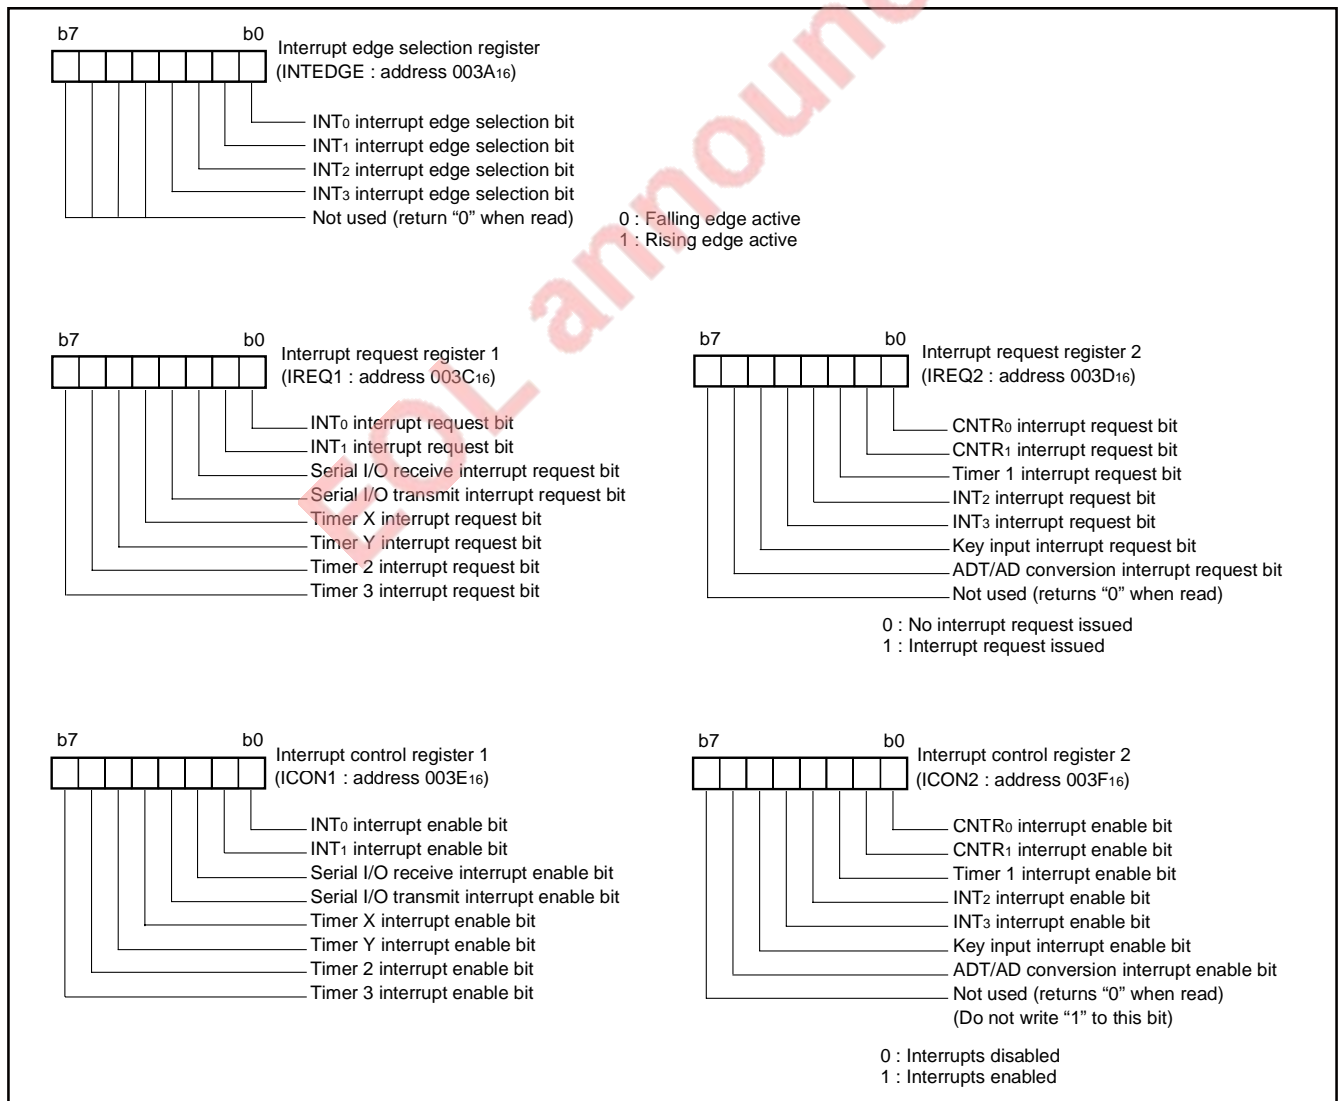 b7 b0
Interrupt edge selection register
(INTEDGE : address 003A16)
INT0 interrupt edge selection bit
INT1 interrupt edge selection bit
INT2 interrupt edge selection bit
INT3 interrupt edge selection bit
Not used (return “0” when read)
0 : Falling edge active
1 : Rising edge active
b7 b0
Interrupt request register 1
(IREQ1 : address 003C16)
INT0 interrupt request bit
INT1 interrupt request bit
Serial I/O receive interrupt request bit
Serial I/O transmit interrupt request bit
Timer X interrupt request bit
Timer Y interrupt request bit
Timer 2 interrupt request bit
Timer 3 interrupt request bit
b7 b0
Interrupt request register 2
(IREQ2 : address 003D16)
CNTR0 interrupt request bit
CNTR1 interrupt request bit
Timer 1 interrupt request bit
INT2 interrupt request bit
INT3 interrupt request bit
Key input interrupt request bit
ADT/AD conversion interrupt request bit
Not used (returns “0” when read)
0 : No interrupt request issued
1 : Interrupt request issued
b7 b0
Interrupt control register 1
(ICON1 : address 003E16)
INT0 interrupt enable bit
INT1 interrupt enable bit
Serial I/O receive interrupt enable bit
Serial I/O transmit interrupt enable bit
Timer X interrupt enable bit
Timer Y interrupt enable bit
Timer 2 interrupt enable bit
Timer 3 interrupt enable bit
b7 b0
Interrupt control register 2
(ICON2 : address 003F16)
CNTR0 interrupt enable bit
CNTR1 interrupt enable bit
Timer 1 interrupt enable bit
INT2 interrupt enable bit
INT3 interrupt enable bit
Key input interrupt enable bit
ADT/AD conversion interrupt enable bit
Not used (returns “0” when read)
(Do not write “1” to this bit)
0 : Interrupts disabled
1 : Interrupts enabled
EOL announ